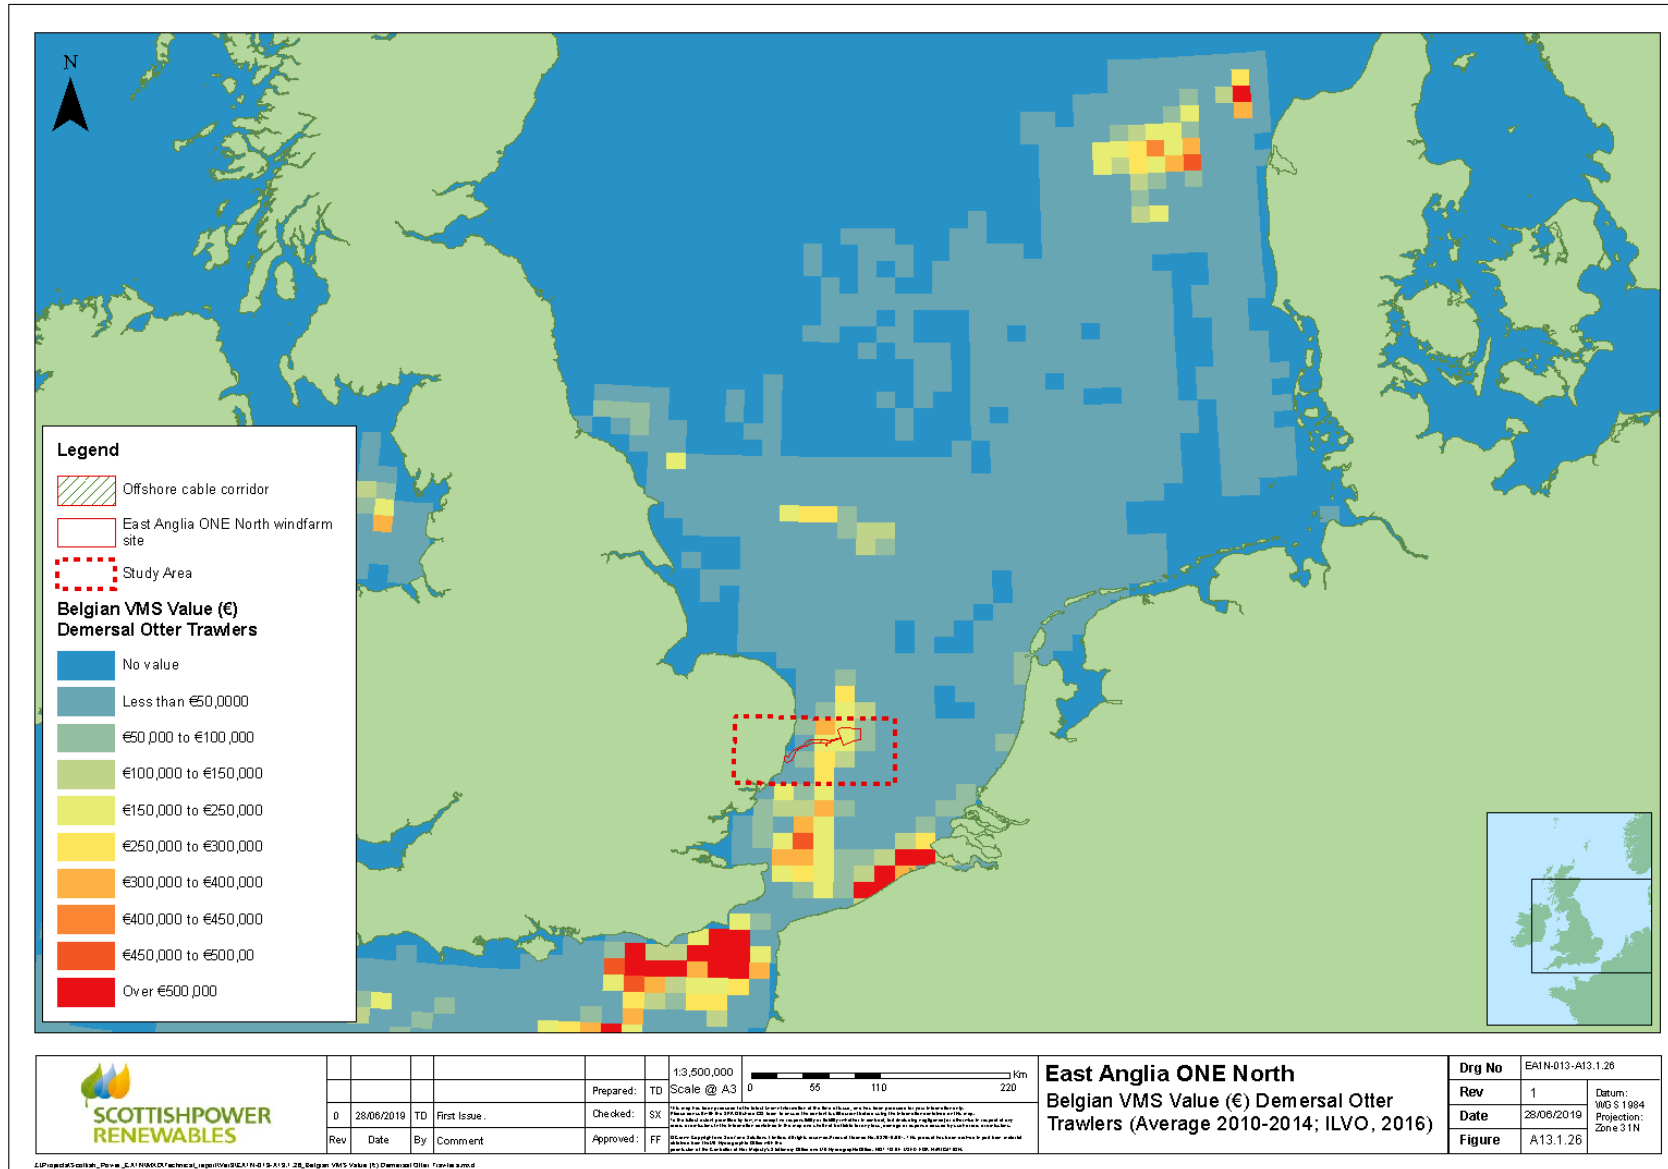 N
Legend
Offshore cable corridor
East Anglia ONE North windfarm
site
Study Area
Belgian VMS Value (€)
Demersal Otter Trawlers
No value
Less than €50,0000
€50,000 to €100,000
€100,000 to €150,000
€150,000 to €250,000
€250,000 to €300,000
€300,000 to €400,000
€400,000 to €450,000
€450,000 to €500,00
Over €500,000
SCOTTISHPOWER
RENEWABLES
0 28/06/2019 TD First Issue.
Rev Date By Comment
Prepared: TD
Checked: SX
Approved: FF
1:3,500,000
Scale @ A3
0 55 110 220 Km
East Anglia ONE North
Belgian VMS Value (€) Demersal Otter
Trawlers (Average 2010-2014; ILVO, 2016)
Drg No EA1N-013-A13.1.26
Rev 1
Date 28/06/2019
Figure A13.1.26
Datum:
WGS 1984
Projection:
Zone 31N